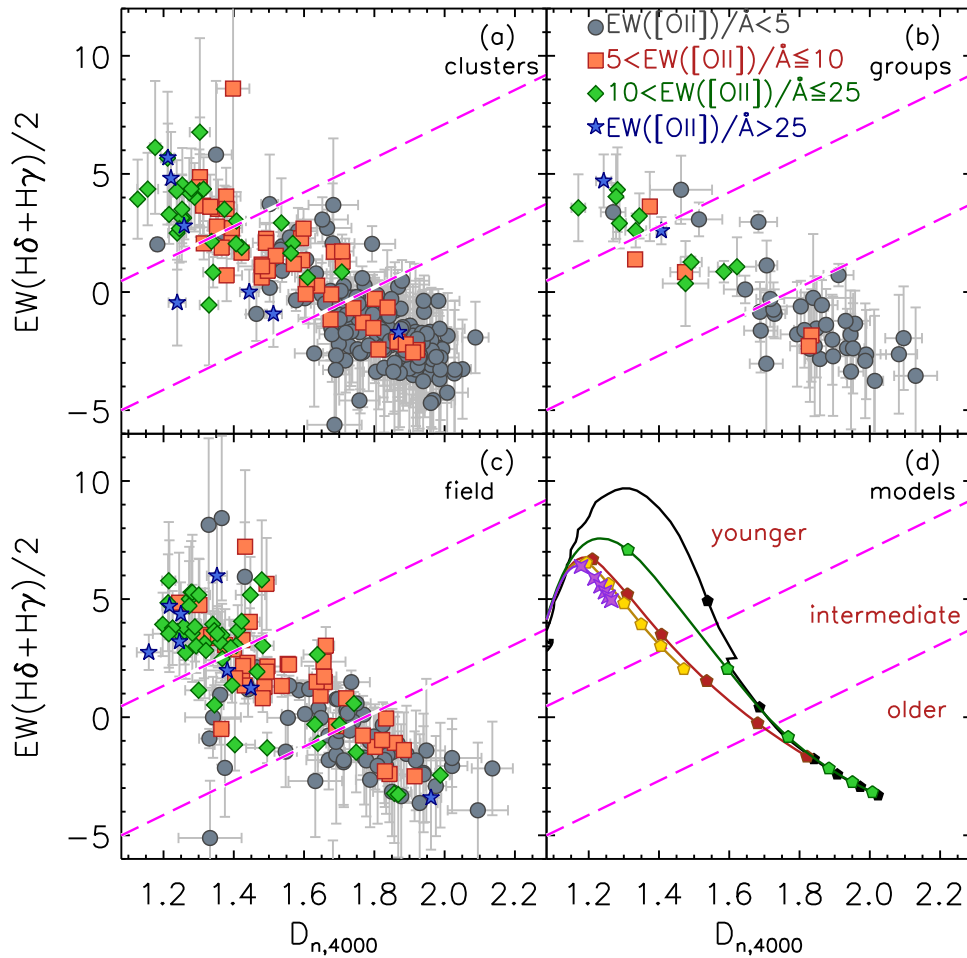 (a)
clusters
EW([OII])/Å<5
5<EW([OII])/Å≦10
10<EW([OII])/Å≦25
EW([OII])/Å>25
(b)
groups
10
5
0
−5
EW(Hδ+Hγ)/2
(c)
field
(d)
models
younger
intermediate
older
10
5
0
−5
EW(Hδ+Hγ)/2
1.2 1.4 1.6 1.8 2.0 2.2
1.2 1.4 1.6 1.8 2.0 2.2
Dn,4000
Dn,4000